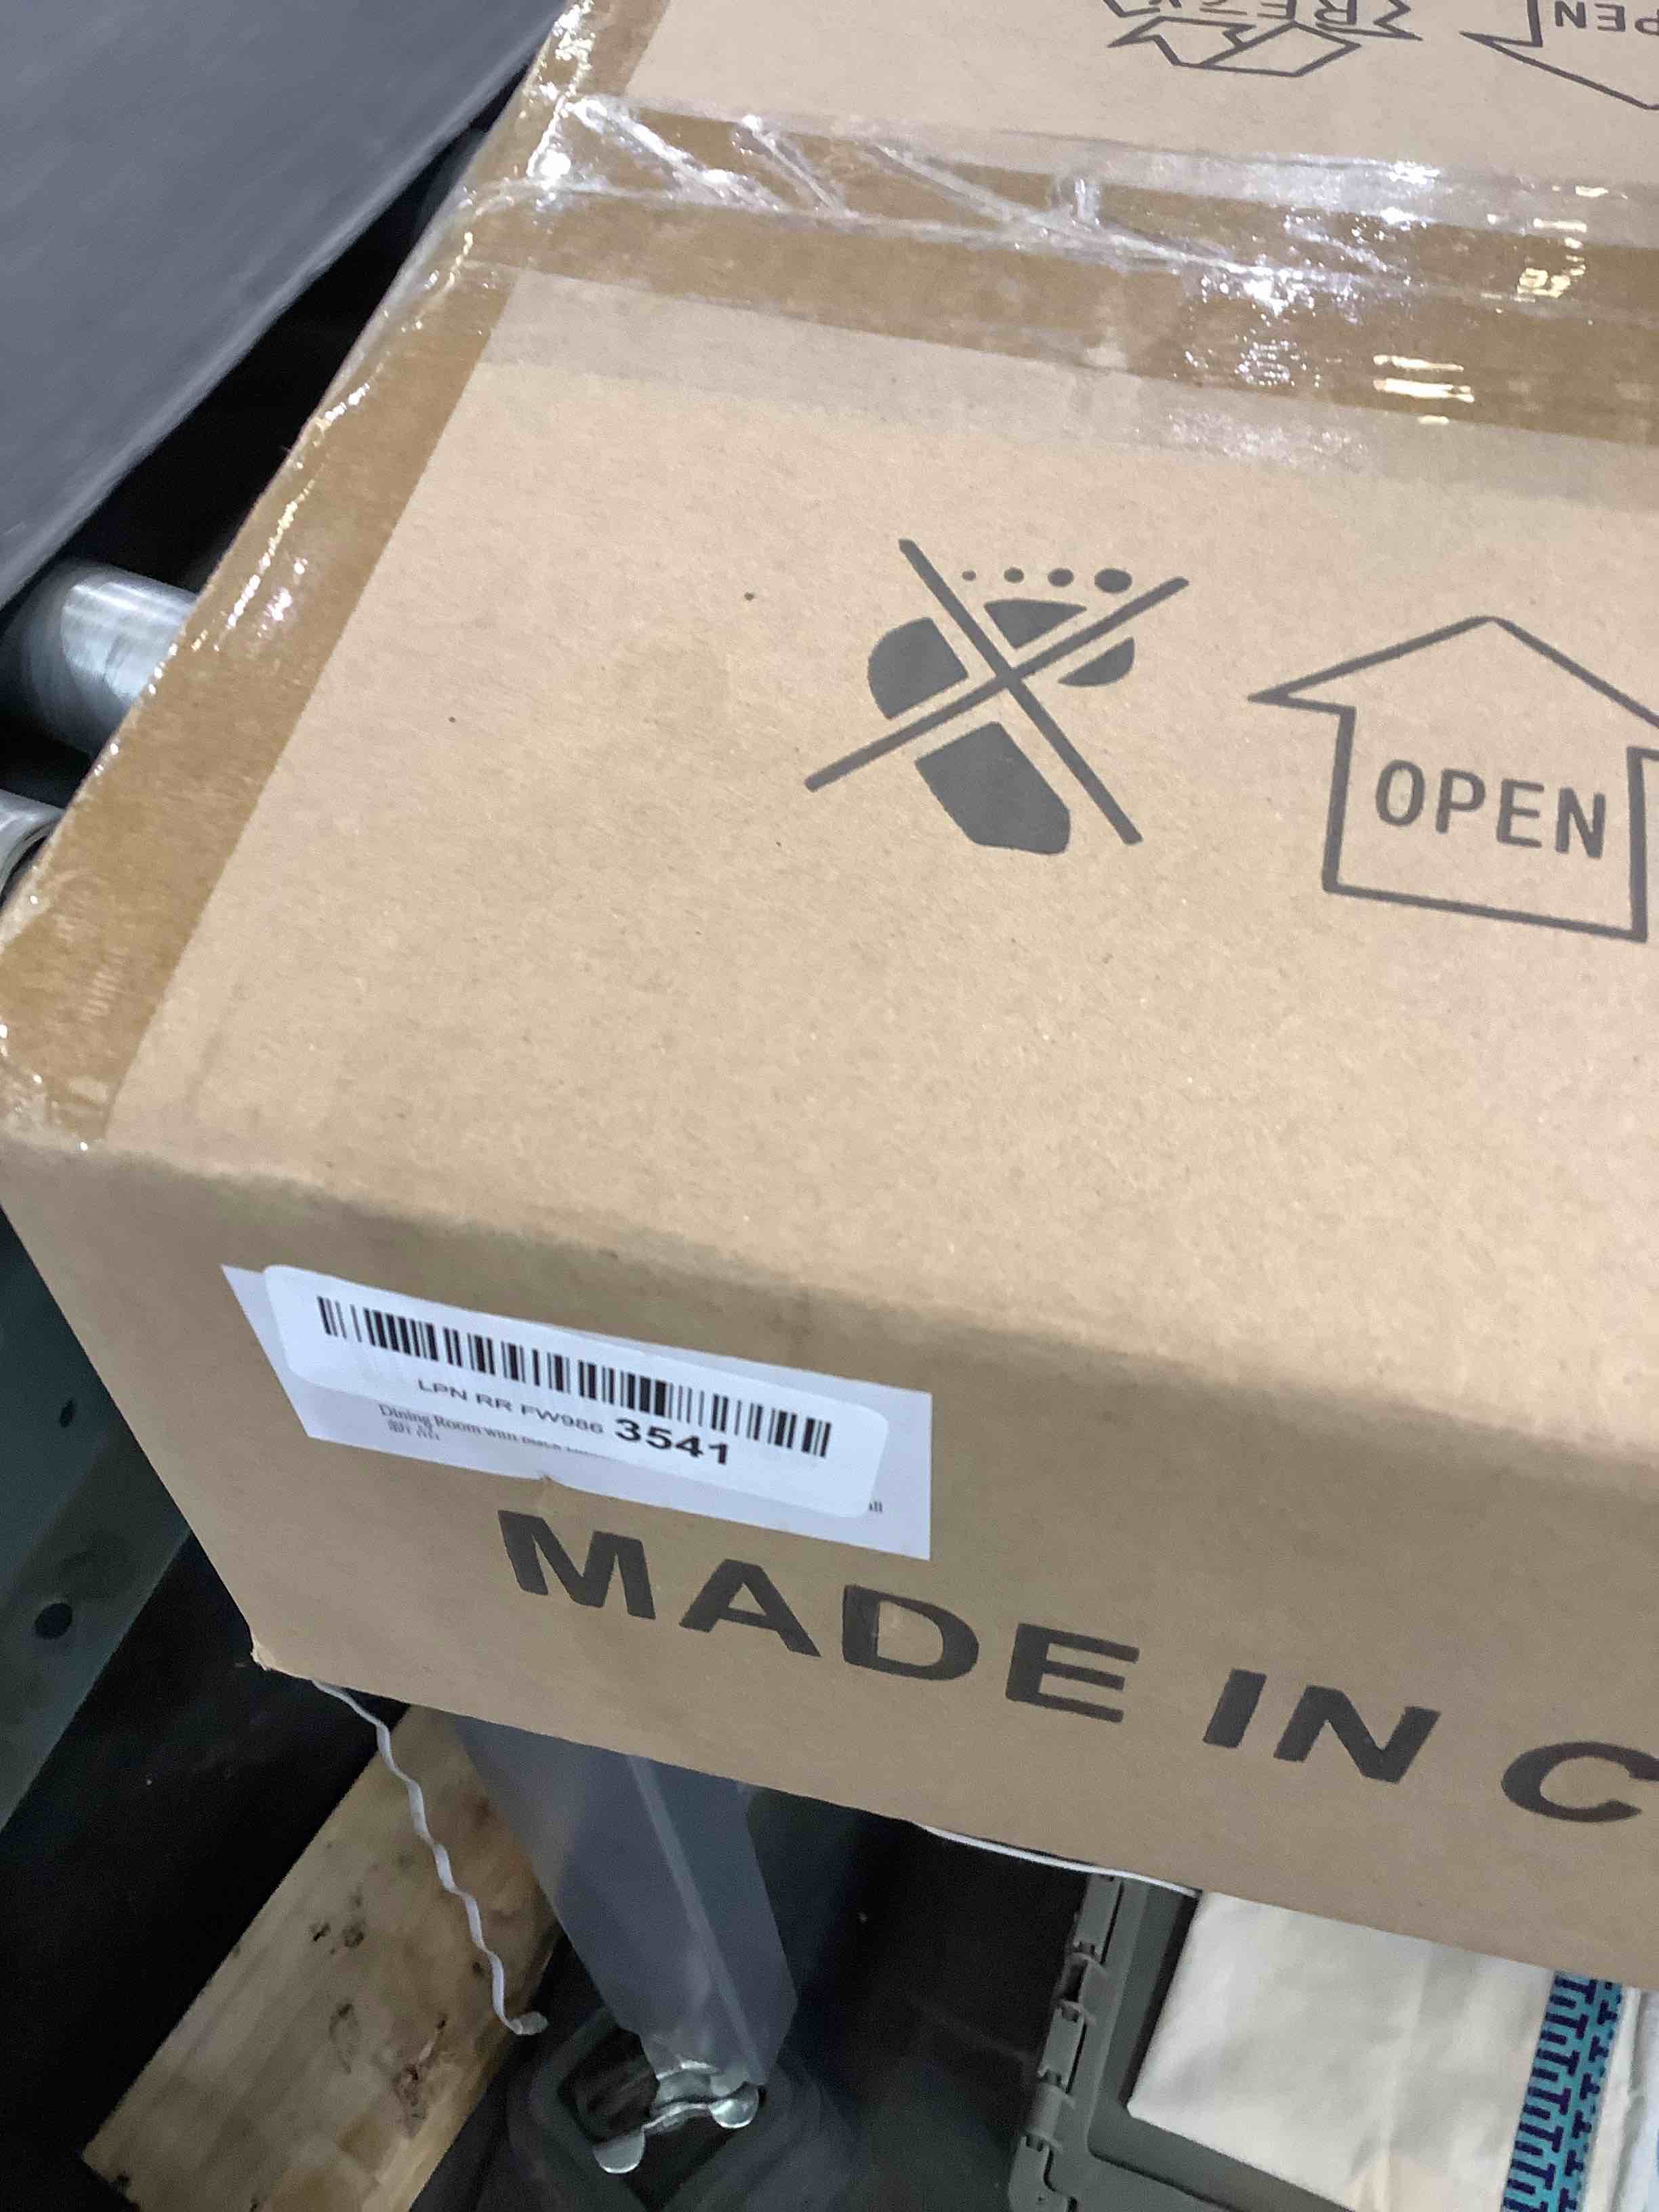 OPEN
OPEN
LPN RR FW986 3541
Dining Room with
MADE IN C